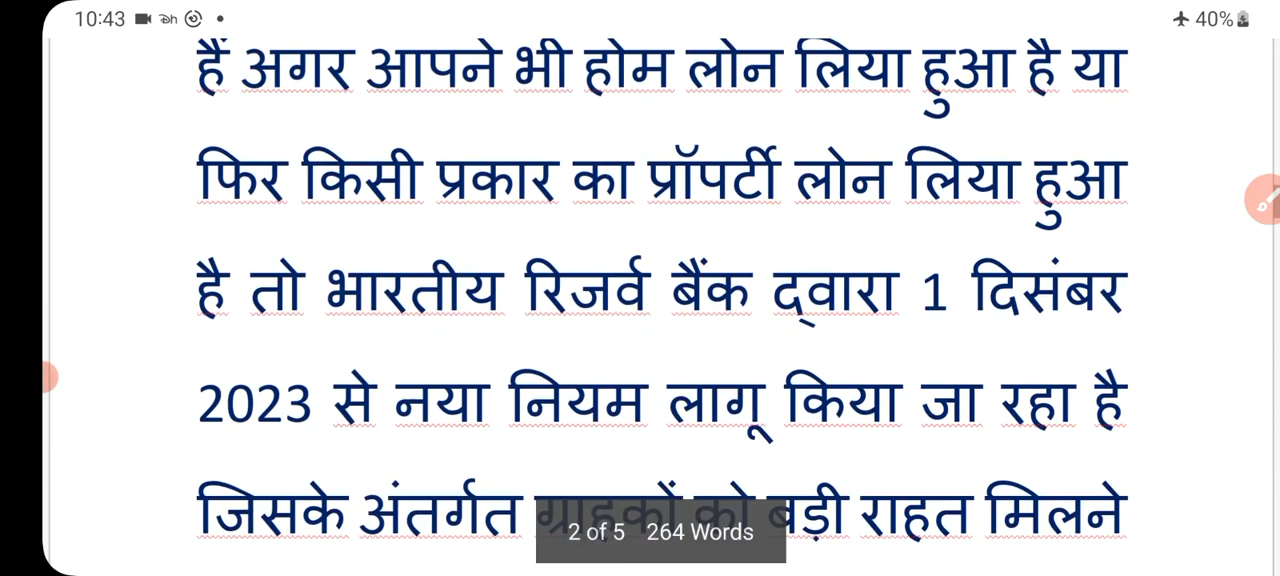 10:43 40%
हैं अगर आपने भी होम लोन लिया हुआ है या
फिर किसी प्रकार का प्रॉपर्टी लोन लिया हुआ
है तो भारतीय रिजर्व बैंक द्वारा 1 दिसंबर
2023 से नया नियम लागू किया जा रहा है
जिसके अंतर्गत ग्राहकों को बड़ी राहत मिलने
2 of 5 264 Words